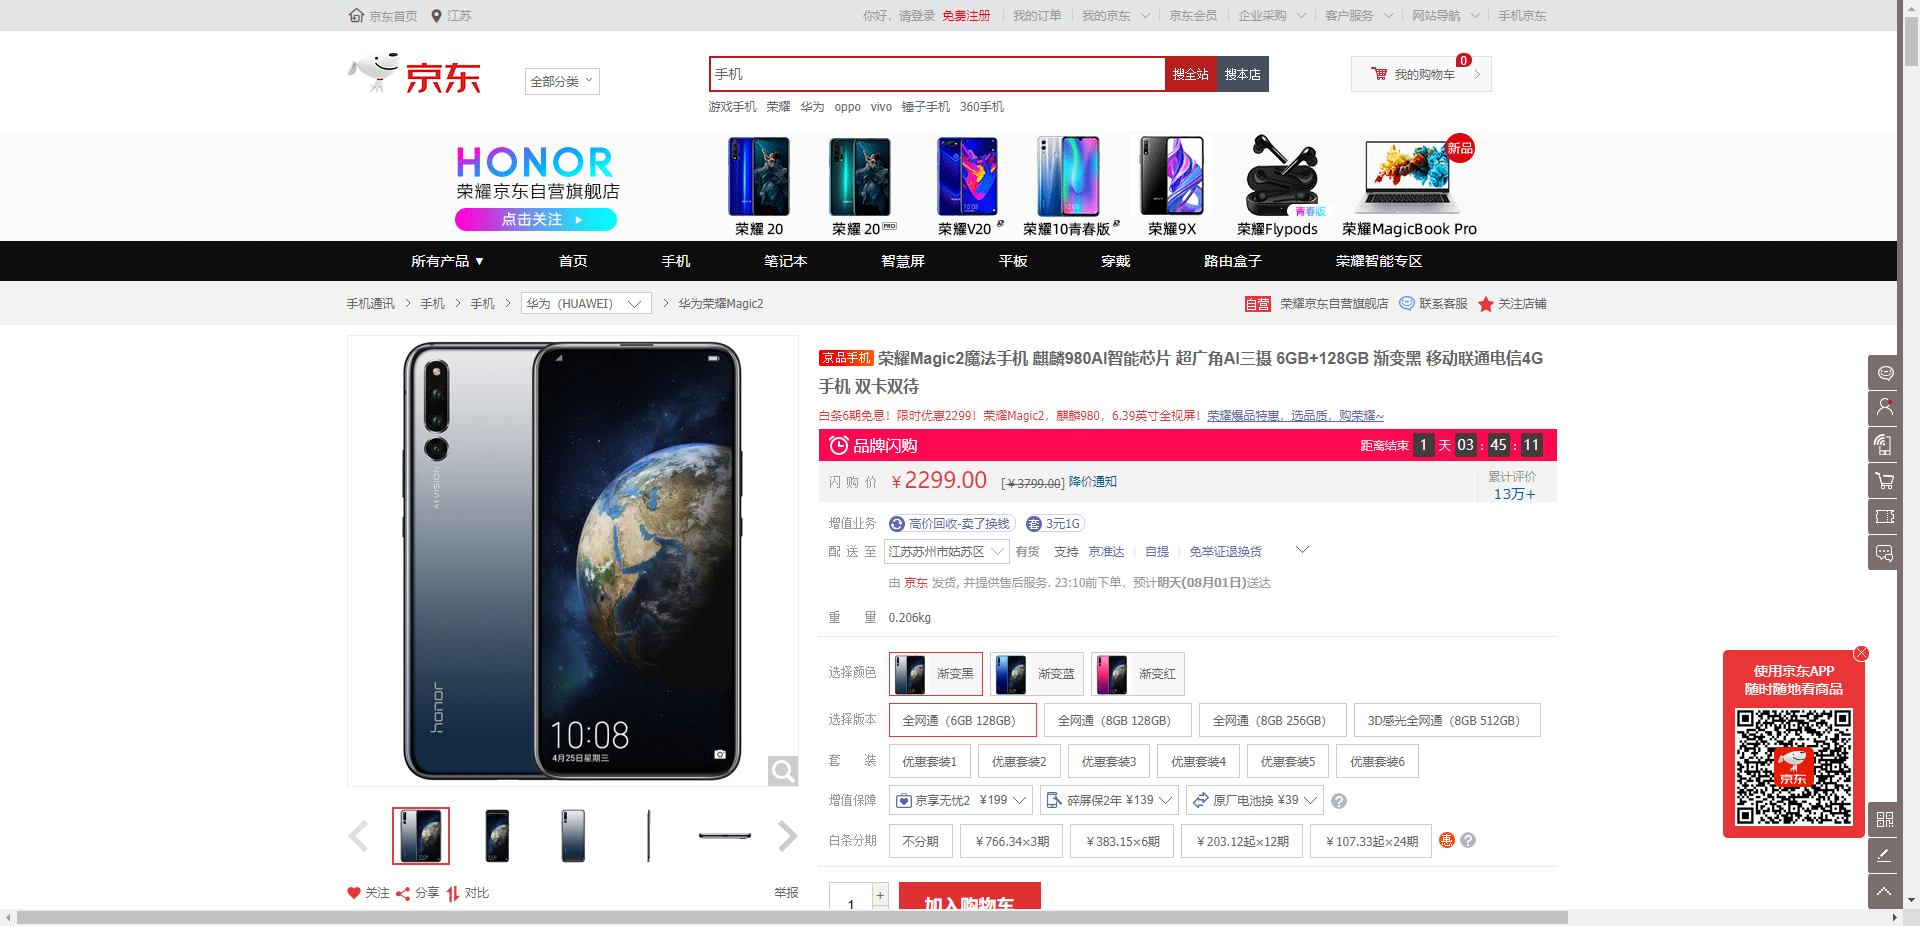 京东首页 江苏 你好，请登录 免费注册 我的订单 我的京东 京东会员 企业采购 客户服务 网站导航 手机京东
京东 全部分类 手机 搜全站 搜本店 我的购物车 0
游戏手机 荣耀 华为 oppo vivo 锤子手机 360手机
HONOR
荣耀京东自营旗舰店
点击关注
新品
青春版
荣耀 20 荣耀 20 PRO 荣耀V20 荣耀10青春版 荣耀9X 荣耀Flypods 荣耀MagicBook Pro
所有产品 ▼ 首页 手机 笔记本 智慧屏 平板 穿戴 路由盒子 荣耀智能专区
手机通讯 > 手机 > 手机 > 华为（HUAWEI） > 华为荣耀Magic2 自营 荣耀京东自营旗舰店 联系客服 关注店铺
AI VISION
honor
10:08
4月25日星期三
京品手机 荣耀Magic2魔法手机 麒麟980AI智能芯片 超广角AI三摄 6GB+128GB 渐变黑 移动联通电信4G
手机 双卡双待
白条6期免息！限时优惠2299！荣耀Magic2，麒麟980，6.39英寸全视屏！荣耀爆品特惠，选品质，购荣耀~
品牌闪购 距离结束 1 天 03 : 45 : 11
闪 购 价 ￥2299.00 [￥3799.00] 降价通知 累计评价
13万+
增值业务 高价回收-卖了换钱 套 3元1G
配 送 至 江苏苏州市姑苏区 有货 支持 京准达 自提 免举证退换货
由 京东 发货, 并提供售后服务. 23:10前下单，预计明天(08月01日)送达
重 量 0.206kg
选择颜色 渐变黑 渐变蓝 渐变红
选择版本 全网通（6GB 128GB） 全网通（8GB 128GB） 全网通（8GB 256GB） 3D感光全网通（8GB 512GB）
套 装 优惠套装1 优惠套装2 优惠套装3 优惠套装4 优惠套装5 优惠套装6
增值保障 京享无忧2 ¥199 碎屏保2年 ¥139 原厂电池换 ¥39 ?
白条分期 不分期 ￥766.34×3期 ￥383.15×6期 ￥203.12起×12期 ￥107.33起×24期 惠 ?
关注 分享 对比 举报
1 + 加入购物车
使用京东APP
随时随地看商品
京东